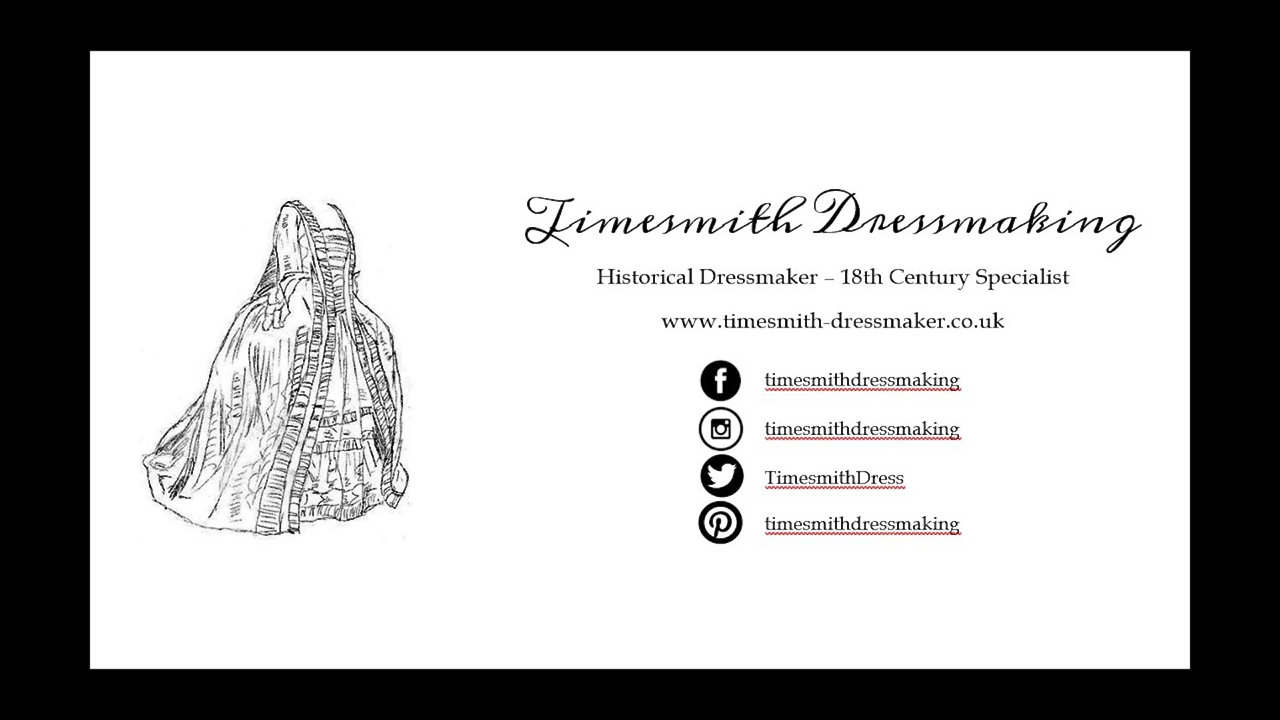 Timesmith Dressmaking
Historical Dressmaker – 18th Century Specialist
www.timesmith-dressmaker.co.uk
timesmithdressmaking
timesmithdressmaking
TimesmithDress
timesmithdressmaking